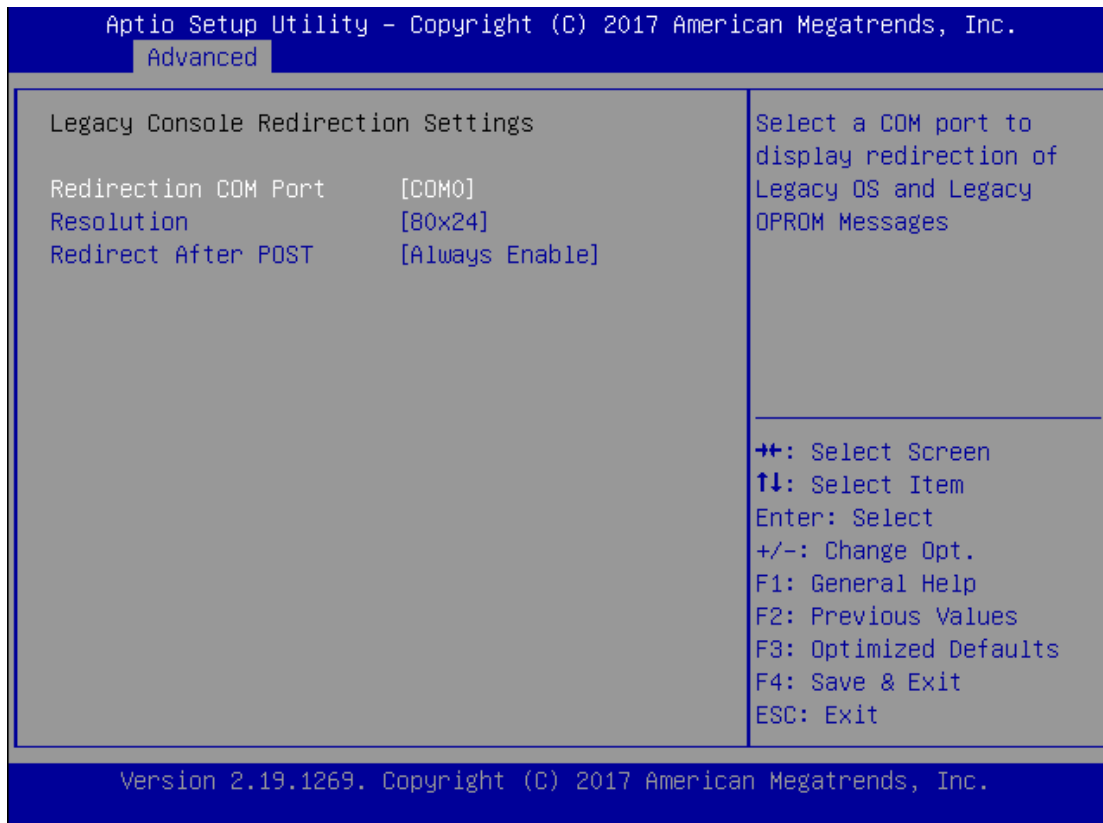 Aptio Setup Utility – Copyright (C) 2017 American Megatrends, Inc.
Advanced
Legacy Console Redirection Settings
Redirection COM Port [COM0]
Resolution [80x24]
Redirect After POST [Always Enable]
Select a COM port to
display redirection of
Legacy OS and Legacy
OPROM Messages
→←: Select Screen
↑↓: Select Item
Enter: Select
+/-: Change Opt.
F1: General Help
F2: Previous Values
F3: Optimized Defaults
F4: Save & Exit
ESC: Exit
Version 2.19.1269. Copyright (C) 2017 American Megatrends, Inc.